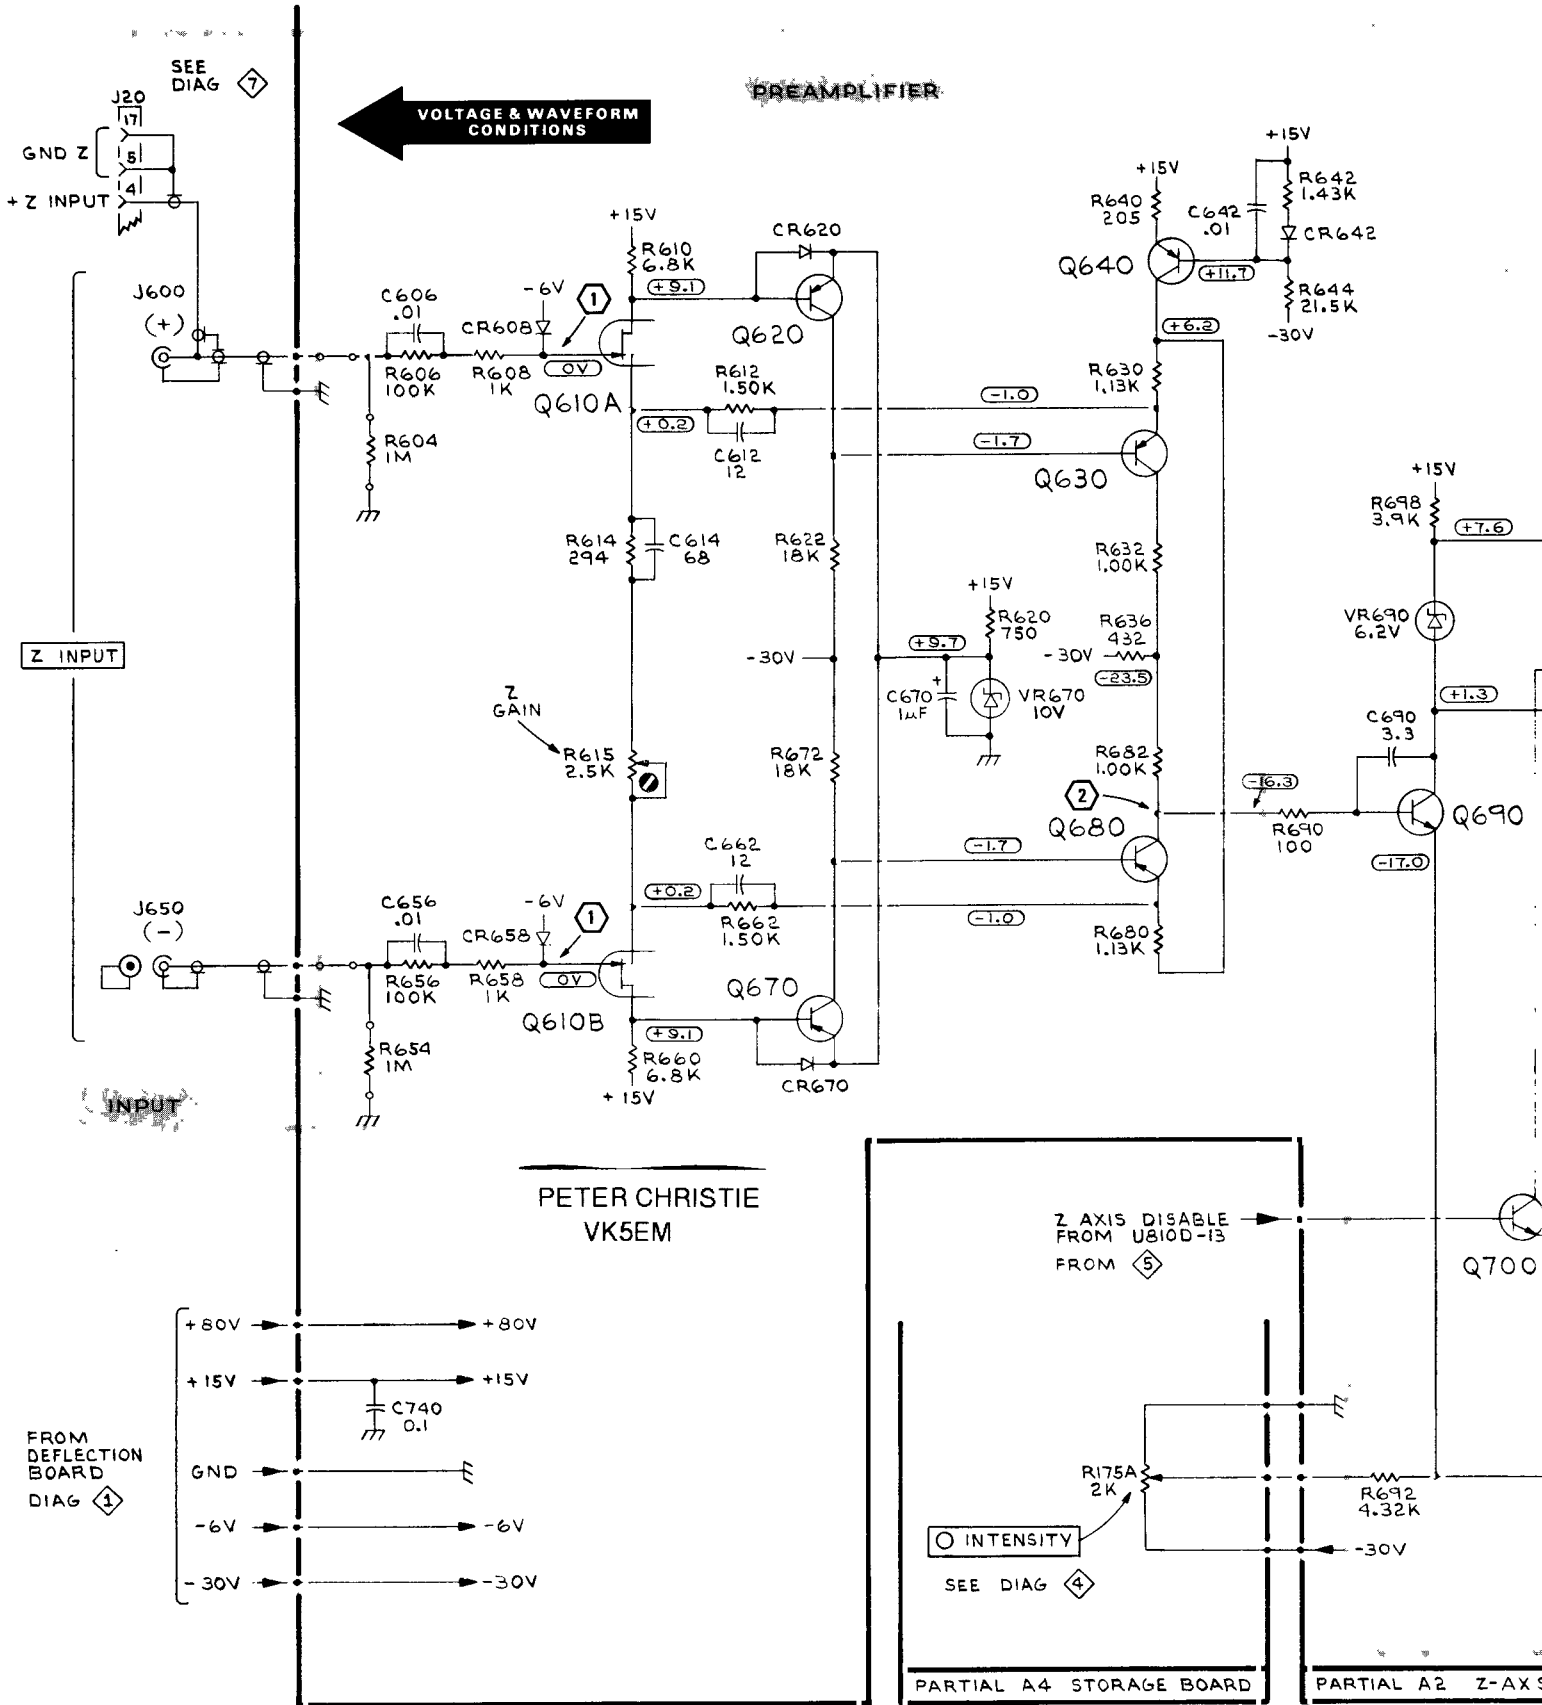 SEE
DIAG 7
PREAMPLIFIER
VOLTAGE & WAVEFORM
CONDITIONS
J20
17
GND Z
5
+ Z INPUT
4
+15V
R610
6.8K
+9.1
CR620
Q620
+15V
R640
205
C642
.01
+15V
R642
1.43K
CR642
Q640
+11.7
R644
21.5K
-30V
J600
(+)
C606
.01
R606
100K
CR608
-6V
1
R608
1K
0V
Q610A
R612
1.50K
+0.2
C612
12
+6.2
R630
1.13K
-1.0
-1.7
Q630
R604
1M
R614
294
C614
68
R622
18K
R632
1.00K
+15V
R698
3.9K
+7.6
+15V
R620
750
R636
432
-30V
-23.5
VR690
6.2V
Z INPUT
-30V
+9.7
C670
1µF
VR670
10V
+1.3
Z
GAIN
R615
2.5K
R672
18K
R682
1.00K
C690
3.3
2
-16.3
Q680
R690
100
Q690
-17.0
C662
12
-1.7
+0.2
R662
1.50K
-1.0
R680
1.13K
J650
(-)
C656
.01
R656
100K
CR658
-6V
1
R658
1K
0V
Q610B
Q670
+9.1
R660
6.8K
+ 15V
CR670
R654
1M
INPUT
PETER CHRISTIE
VK5EM
Z AXIS DISABLE
FROM U810D-13
FROM 5
Q700
+80V
+80V
+15V
+15V
C740
0.1
FROM
DEFLECTION
BOARD
DIAG 1
GND
-6V
-6V
-30V
-30V
R175A
2K
R692
4.32K
INTENSITY
-30V
SEE DIAG 4
PARTIAL A4 STORAGE BOARD
PARTIAL A2 Z-AX